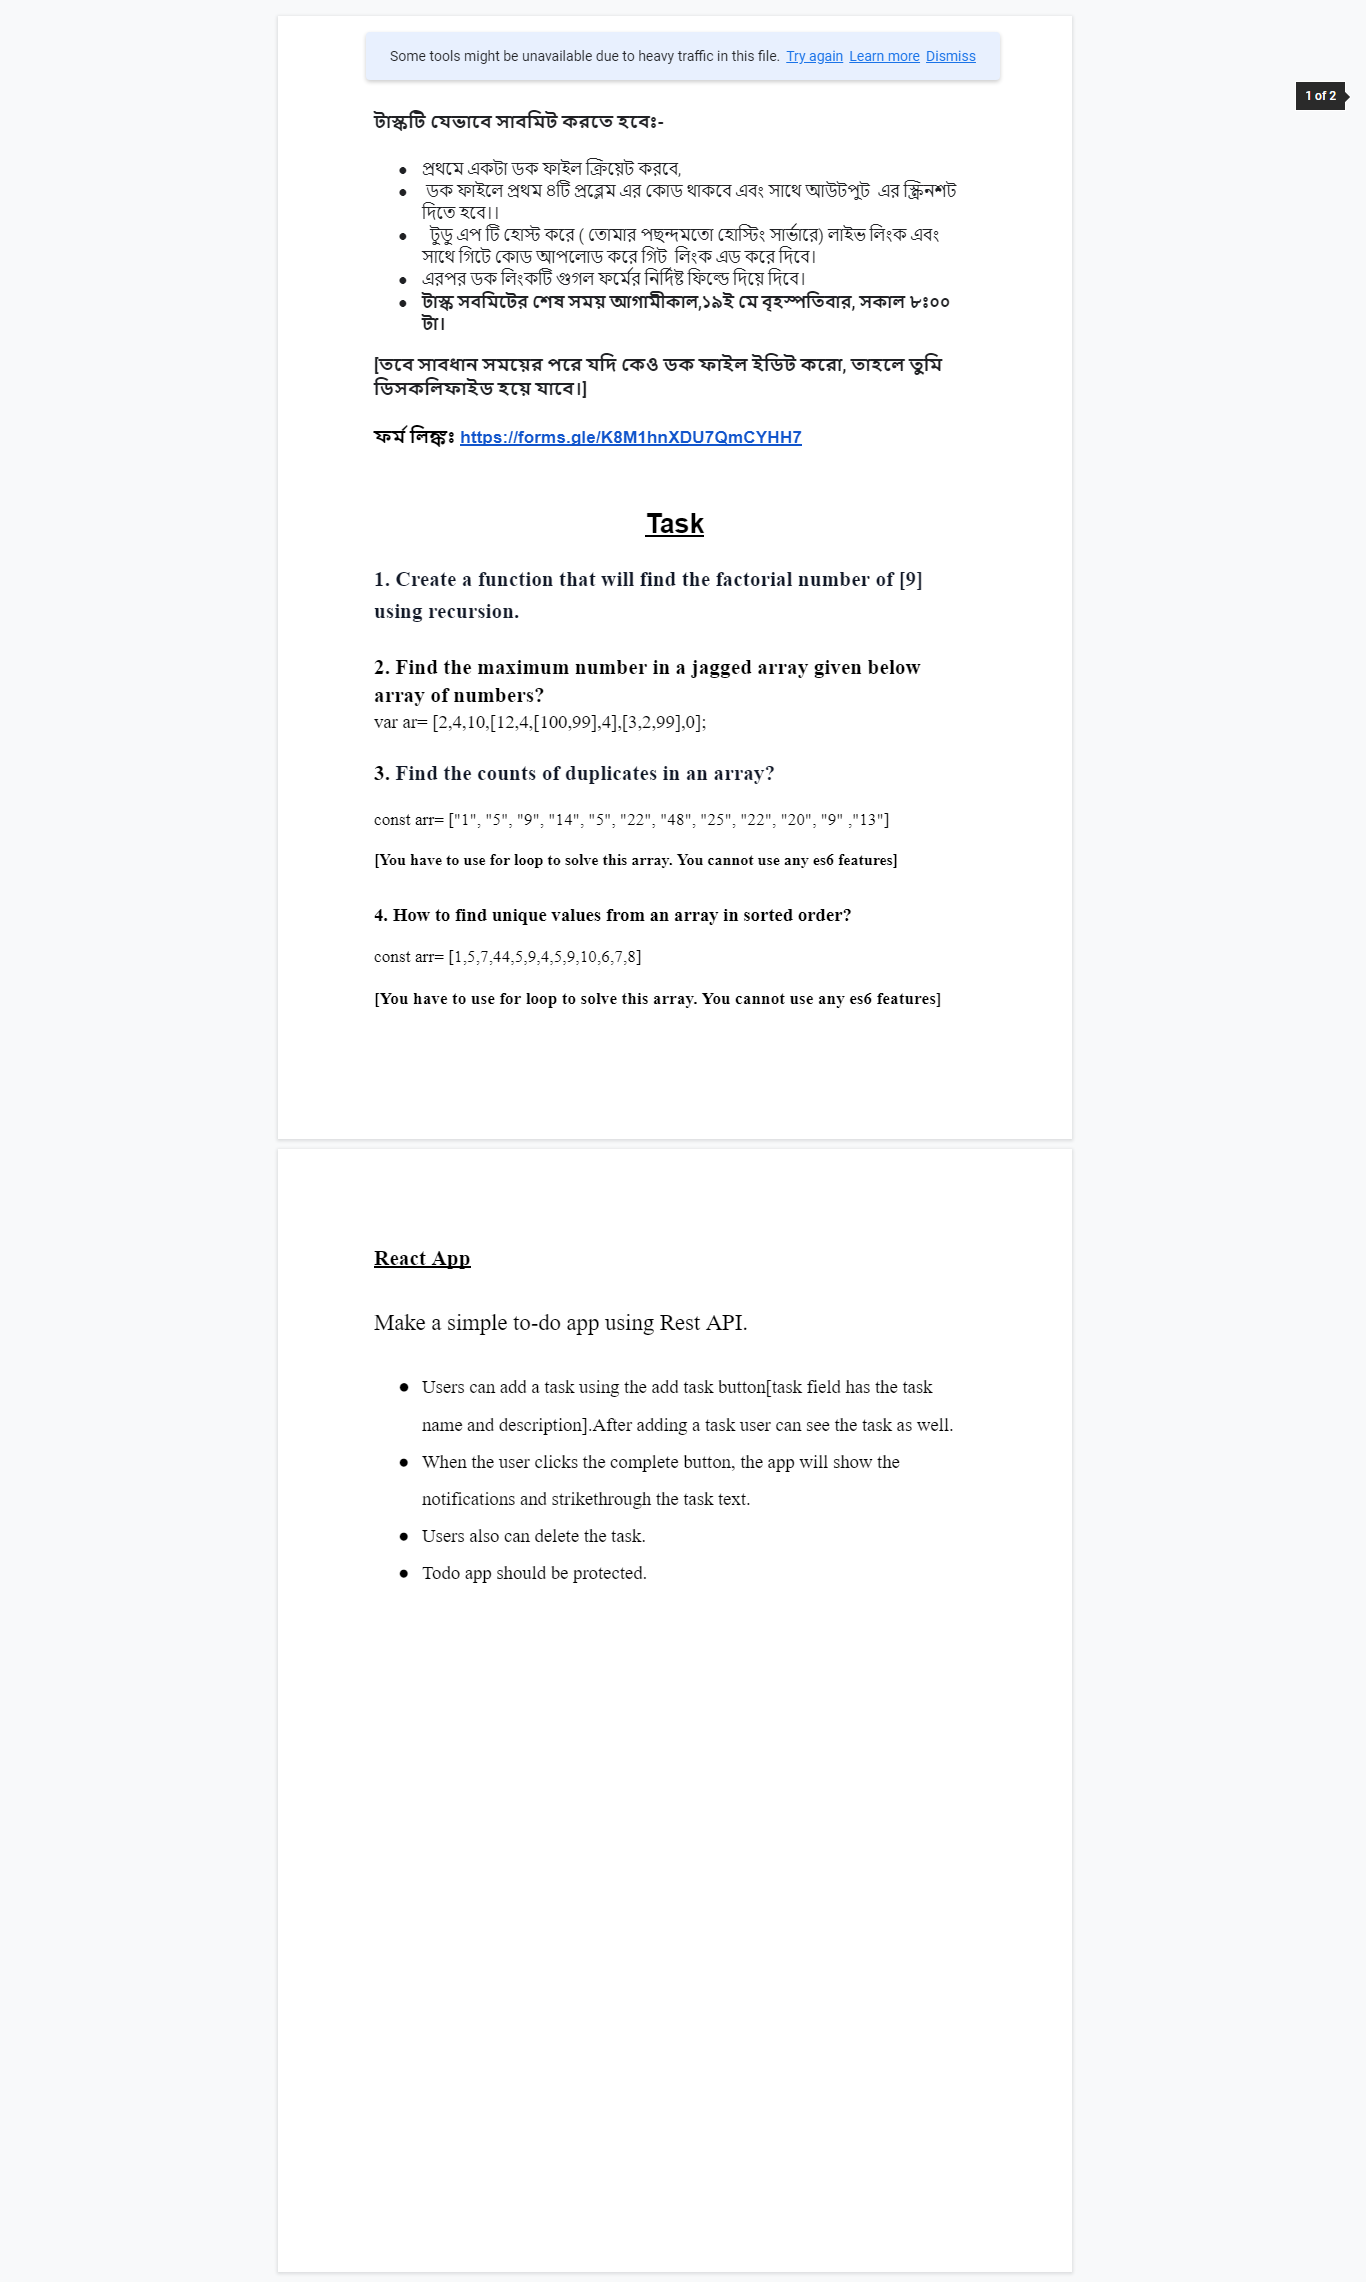 Some tools might be unavailable due to heavy traffic in this file. Try again Learn more Dismiss
1 of 2
টাস্কটি যেভাবে সাবমিট করতে হবেঃ-
● প্রথমে একটা ডক ফাইল ক্রিয়েট করবে,
● ডক ফাইলে প্রথম ৪টি প্রব্লেম এর কোড থাকবে এবং সাথে আউটপুট এর স্ক্রিনশট
দিতে হবে।।
● টুডু এপ টি হোস্ট করে ( তোমার পছন্দমতো হোস্টিং সার্ভারে) লাইভ লিংক এবং
সাথে গিটে কোড আপলোড করে গিট লিংক এড করে দিবে।
● এরপর ডক লিংকটি গুগল ফর্মের নির্দিষ্ট ফিল্ডে দিয়ে দিবে।
● টাস্ক সবমিটের শেষ সময় আগামীকাল,১৯ই মে বৃহস্পতিবার, সকাল ৮ঃ০০
টা।
[তবে সাবধান সময়ের পরে যদি কেও ডক ফাইল ইডিট করো, তাহলে তুমি
ডিসকলিফাইড হয়ে যাবে।]
ফর্ম লিঙ্কঃ https://forms.gle/K8M1hnXDU7QmCYHH7
Task
1. Create a function that will find the factorial number of [9]
using recursion.
2. Find the maximum number in a jagged array given below
array of numbers?
var ar= [2,4,10,[12,4,[100,99],4],[3,2,99],0];
3. Find the counts of duplicates in an array?
const arr= ["1", "5", "9", "14", "5", "22", "48", "25", "22", "20", "9" ,"13"]
[You have to use for loop to solve this array. You cannot use any es6 features]
4. How to find unique values from an array in sorted order?
const arr= [1,5,7,44,5,9,4,5,9,10,6,7,8]
[You have to use for loop to solve this array. You cannot use any es6 features]
React App
Make a simple to-do app using Rest API.
● Users can add a task using the add task button[task field has the task
name and description].After adding a task user can see the task as well.
● When the user clicks the complete button, the app will show the
notifications and strikethrough the task text.
● Users also can delete the task.
● Todo app should be protected.